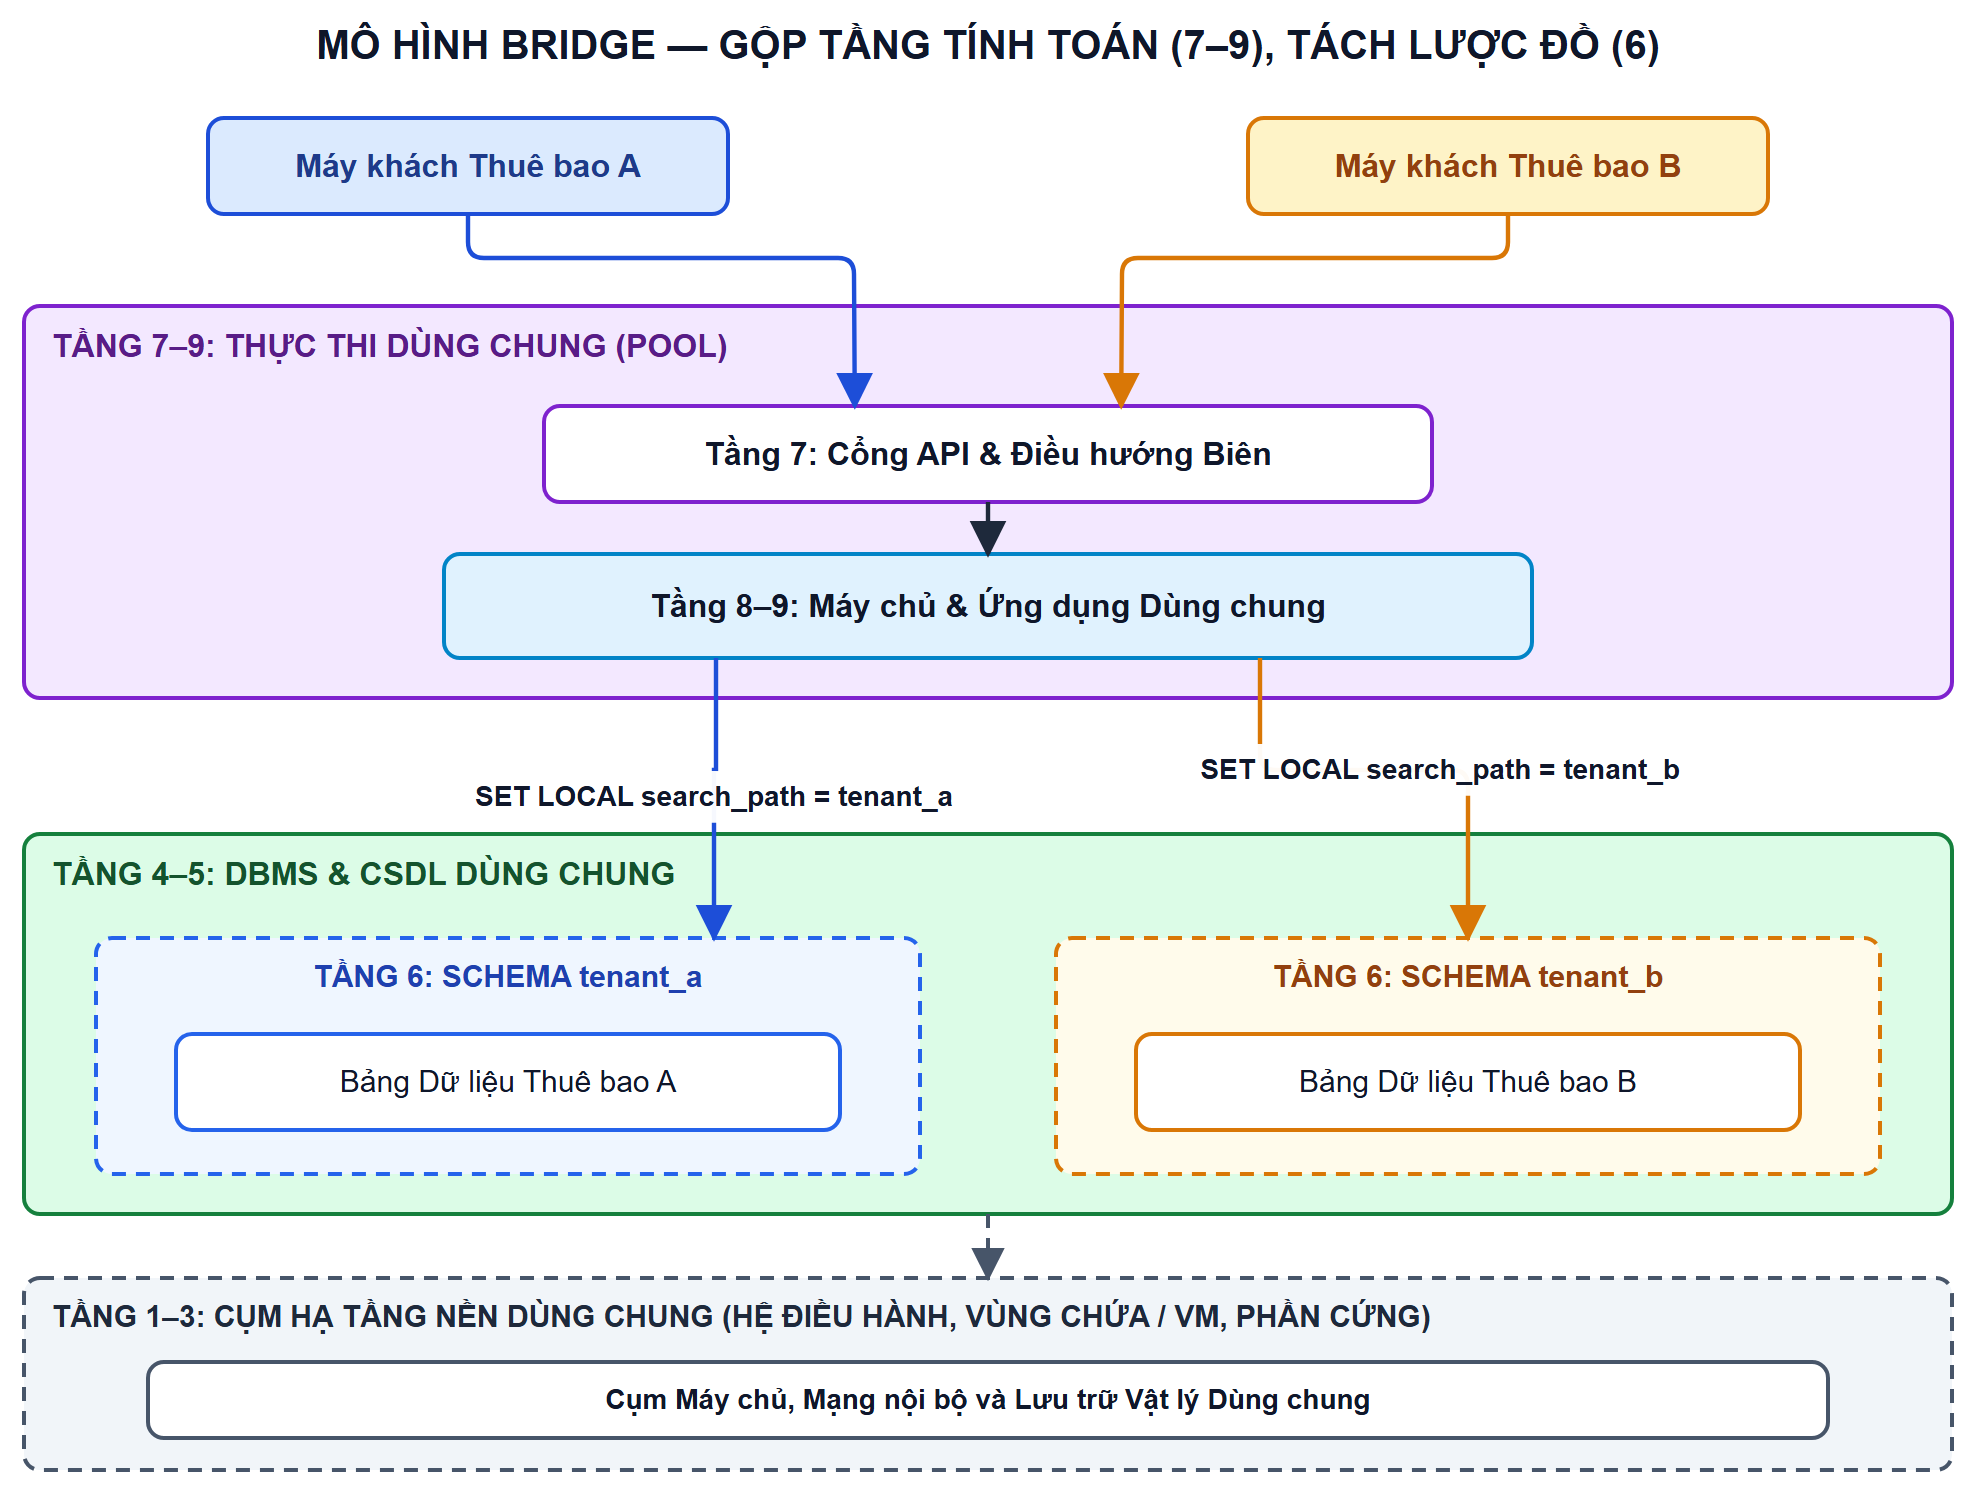 MÔ HÌNH BRIDGE — GỘP TẦNG TÍNH TOÁN (7–9), TÁCH LƯỢC ĐỒ (6)
Máy khách Thuê bao A
Máy khách Thuê bao B
TẦNG 7–9: THỰC THI DÙNG CHUNG (POOL)
Tầng 7: Cổng API & Điều hướng Biên
Tầng 8–9: Máy chủ & Ứng dụng Dùng chung
SET LOCAL search_path = tenant_b
SET LOCAL search_path = tenant_a
TẦNG 4–5: DBMS & CSDL DÙNG CHUNG
TẦNG 6: SCHEMA tenant_a
TẦNG 6: SCHEMA tenant_b
Bảng Dữ liệu Thuê bao A
Bảng Dữ liệu Thuê bao B
TẦNG 1–3: CỤM HẠ TẦNG NỀN DÙNG CHUNG (HỆ ĐIỀU HÀNH, VÙNG CHỨA / VM, PHẦN CỨNG)
Cụm Máy chủ, Mạng nội bộ và Lưu trữ Vật lý Dùng chung